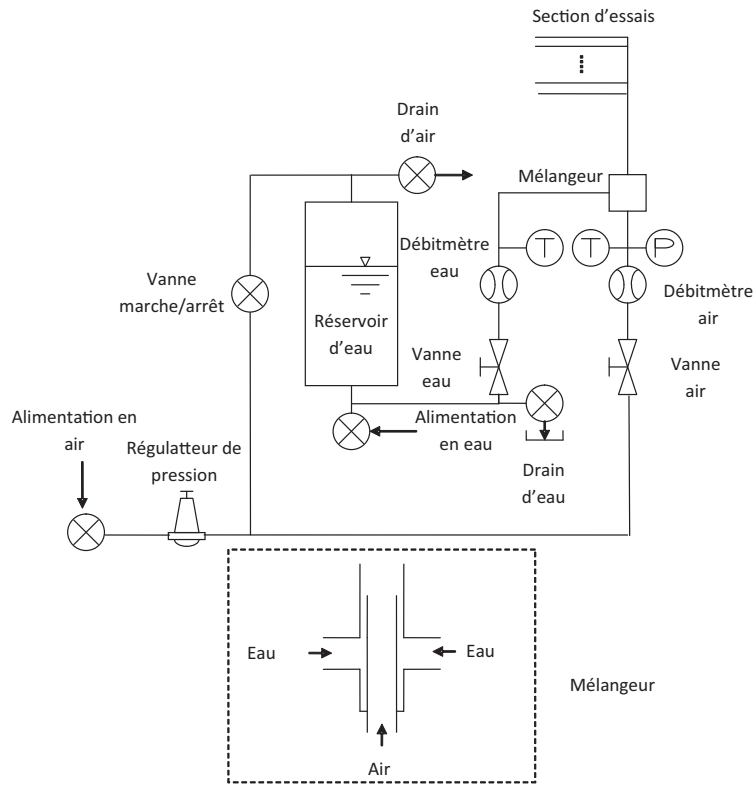 Section d'essais
Drain
d'air
Mélangeur
T
T
P
Débitmètre
eau
Vanne
marche/arrêt
Débitmètre
air
Réservoir
d'eau
Vanne
eau
Vanne
air
Alimentation en
air
Alimentation
en eau
Régulatteur de
pression
Drain
d'eau
Eau
Eau
Mélangeur
Air